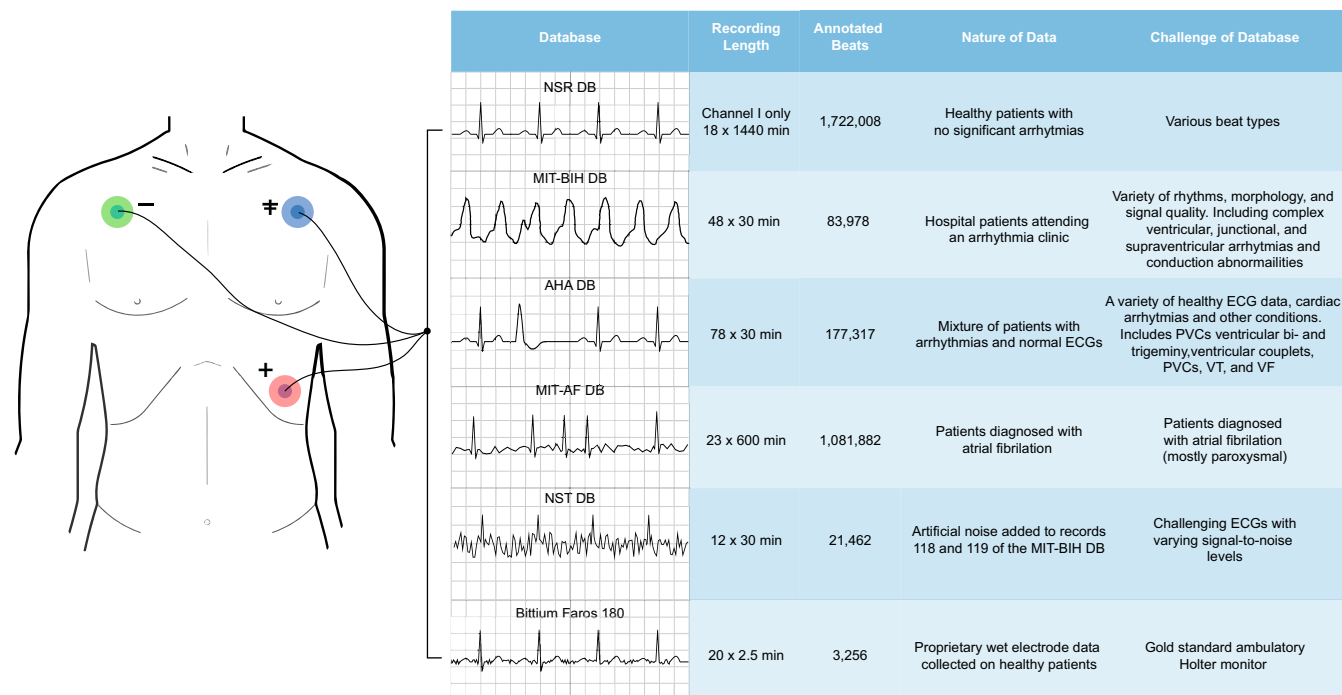 Database
Recording
Length
Annotated
Beats
Nature of Data
Challenge of Database
NSR DB
Channel I only
18 x 1440 min
1,722,008
Healthy patients with
no significant arrhytmias
Various beat types
MIT-BIH DB
48 x 30 min
83,978
Hospital patients attending
an arrhythmia clinic
Variety of rhythms, morphology, and
signal quality. Including complex
ventricular, junctional, and
supraventricular arrhytmias and
conduction abnormailities
AHA DB
78 x 30 min
177,317
Mixture of patients with
arrhythmias and normal ECGs
A variety of healthy ECG data, cardiac
arrhytmias and other conditions.
Includes PVCs ventricular bi- and
trigeminy,ventricular couplets,
PVCs, VT, and VF
MIT-AF DB
23 x 600 min
1,081,882
Patients diagnosed with
atrial fibrilation
Patients diagnosed
with atrial fibrilation
(mostly paroxysmal)
NST DB
12 x 30 min
21,462
Artificial noise added to records
118 and 119 of the MIT-BIH DB
Challenging ECGs with
varying signal-to-noise
levels
Bittium Faros 180
20 x 2.5 min
3,256
Proprietary wet electrode data
collected on healthy patients
Gold standard ambulatory
Holter monitor